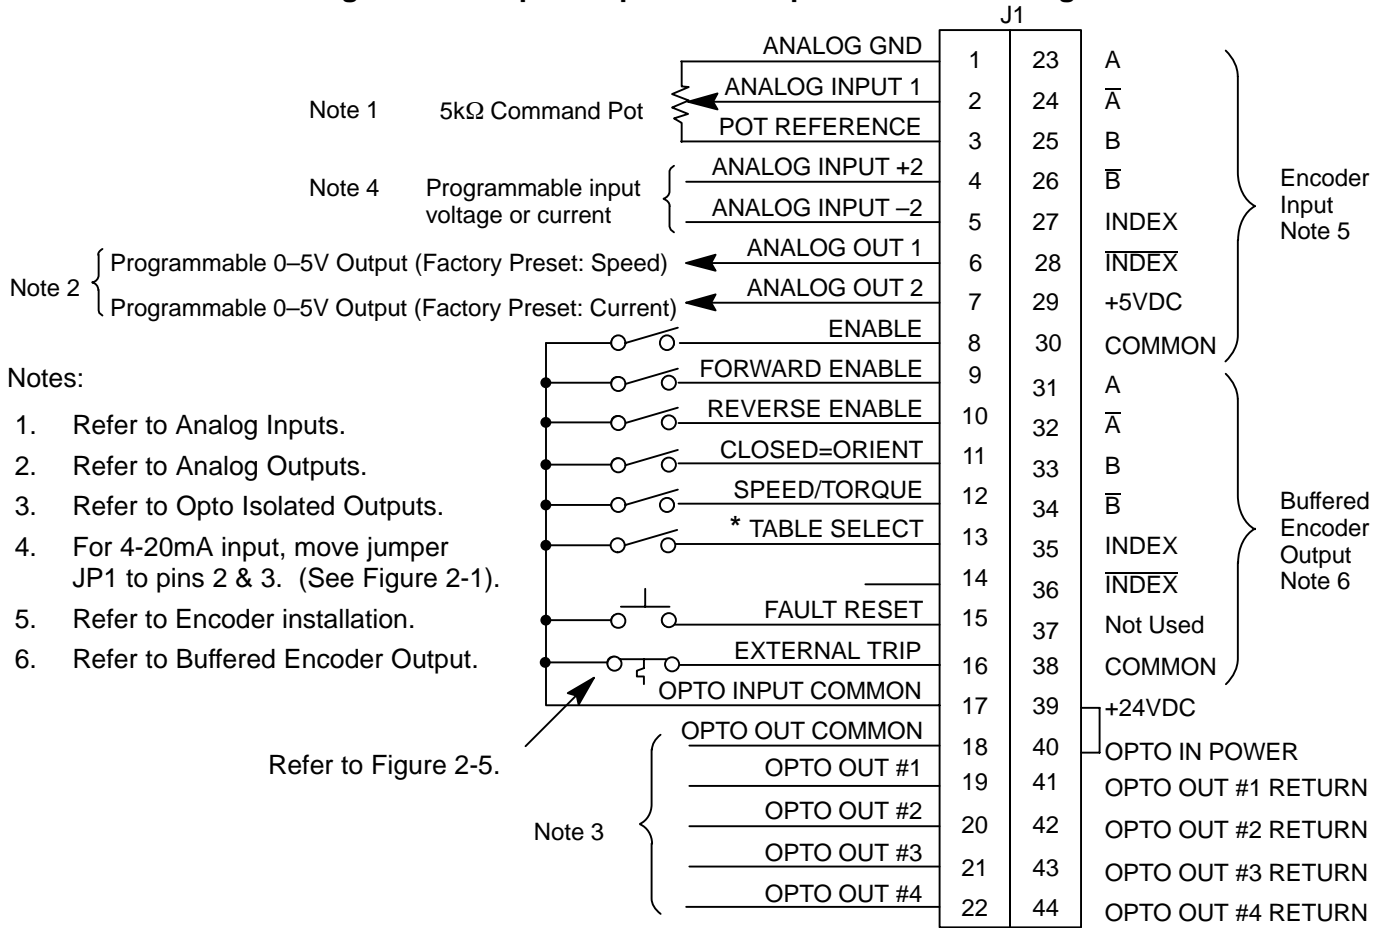 J1
ANALOG GND 1 23 A
ANALOG INPUT 1 2 24 A̅
Note 1 5kΩ Command Pot
POT REFERENCE 3 25 B
ANALOG INPUT +2 4 26 B̅
Note 4 Programmable input
voltage or current
ANALOG INPUT –2 5 27 INDEX
Encoder
Input
Note 5
ANALOG OUT 1 6 28 I̅N̅D̅E̅X̅
Note 2 Programmable 0–5V Output (Factory Preset: Speed)
ANALOG OUT 2 7 29 +5VDC
Programmable 0–5V Output (Factory Preset: Current)
ENABLE 8 30 COMMON
FORWARD ENABLE 9 31 A
REVERSE ENABLE 10 32 A̅
CLOSED=ORIENT 11 33 B
SPEED/TORQUE 12 34 B̅
* TABLE SELECT 13 35 INDEX
14 36 I̅N̅D̅E̅X̅
Buffered
Encoder
Output
Note 6
FAULT RESET 15 37 Not Used
EXTERNAL TRIP 16 38 COMMON
OPTO INPUT COMMON 17 39 +24VDC
OPTO OUT COMMON 18 40 OPTO IN POWER
OPTO OUT #1 19 41 OPTO OUT #1 RETURN
OPTO OUT #2 20 42 OPTO OUT #2 RETURN
Note 3
OPTO OUT #3 21 43 OPTO OUT #3 RETURN
OPTO OUT #4 22 44 OPTO OUT #4 RETURN
Notes:
1. Refer to Analog Inputs.
2. Refer to Analog Outputs.
3. Refer to Opto Isolated Outputs.
4. For 4-20mA input, move jumper
JP1 to pins 2 & 3. (See Figure 2-1).
5. Refer to Encoder installation.
6. Refer to Buffered Encoder Output.
Refer to Figure 2-5.